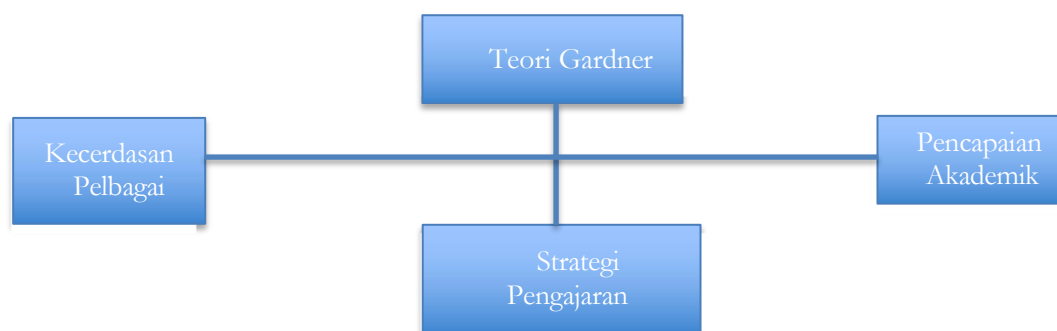 Teori Gardner
Kecerdasan
Pelbagai
Pencapaian
Akademik
Strategi
Pengajaran